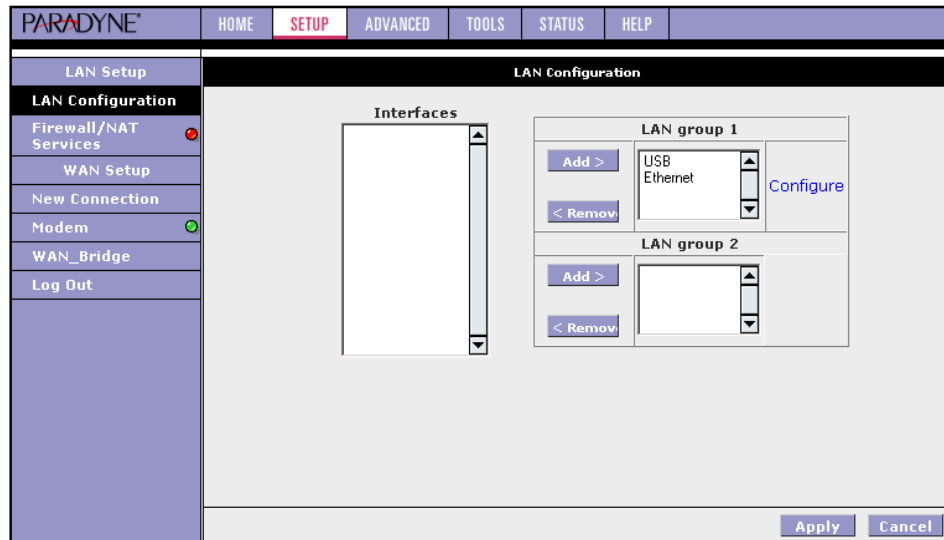 PARADYNE®
HOME SETUP ADVANCED TOOLS STATUS HELP
LAN Setup
LAN Configuration
Firewall/NAT
Services
WAN Setup
New Connection
Modem
WAN_Bridge
Log Out
LAN Configuration
Interfaces
LAN group 1
Add >
< Remov
USB
Ethernet
Configure
LAN group 2
Add >
< Remov
Apply Cancel